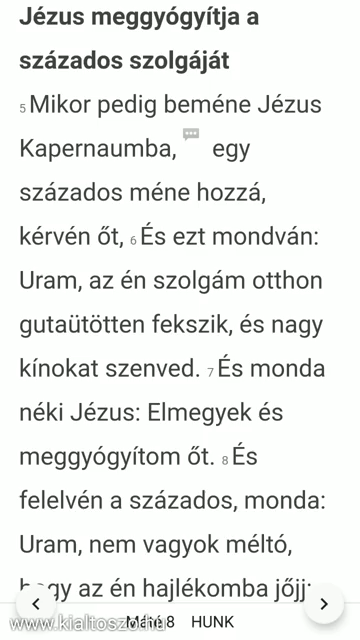 Jézus meggyógyítja a
százados szolgáját
5 Mikor pedig beméne Jézus
Kapernaumba, egy
százados méne hozzá,
kérvén őt, 6 És ezt mondván:
Uram, az én szolgám otthon
gutaütötten fekszik, és nagy
kínokat szenved. 7 És monda
néki Jézus: Elmegyek és
meggyógyítom őt. 8 És
felelvén a százados, monda:
Uram, nem vagyok méltó,
hogy az én hajlékomba jőjj:
Máté 8 HUNK
www.kialtoszo.hu